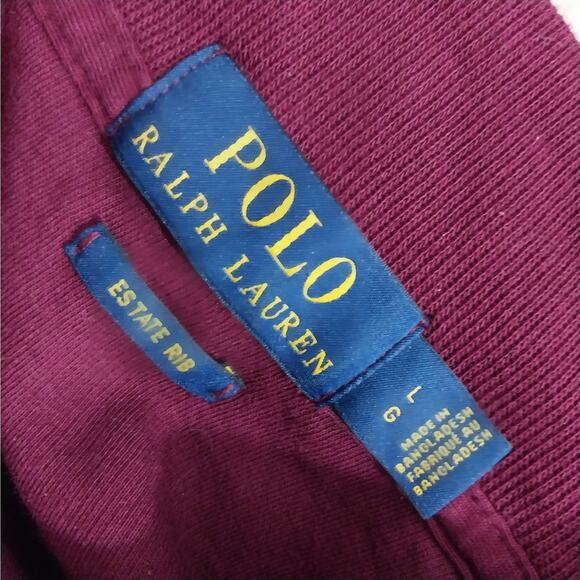 POLO
RALPH LAUREN
ESTATE RIB
L
G
MADE IN
BANGLADESH
FABRIQUÉ AU
BANGLADESH